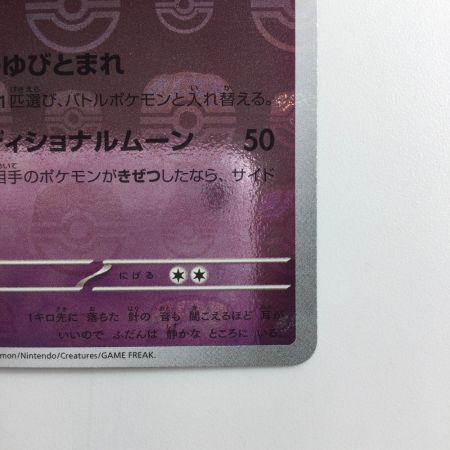 ゆびとまれ
1匹選び、バトルポケモンと入れ替える。
ディショナルムーン 50
相手のポケモンがきぜつしたなら、サイド
にげる
1キロ先に 落ちた 針の 音も 聞こえるほど 耳が
いいので ふだんは 静かな ところに いる。
mon/Nintendo/Creatures/GAME FREAK.